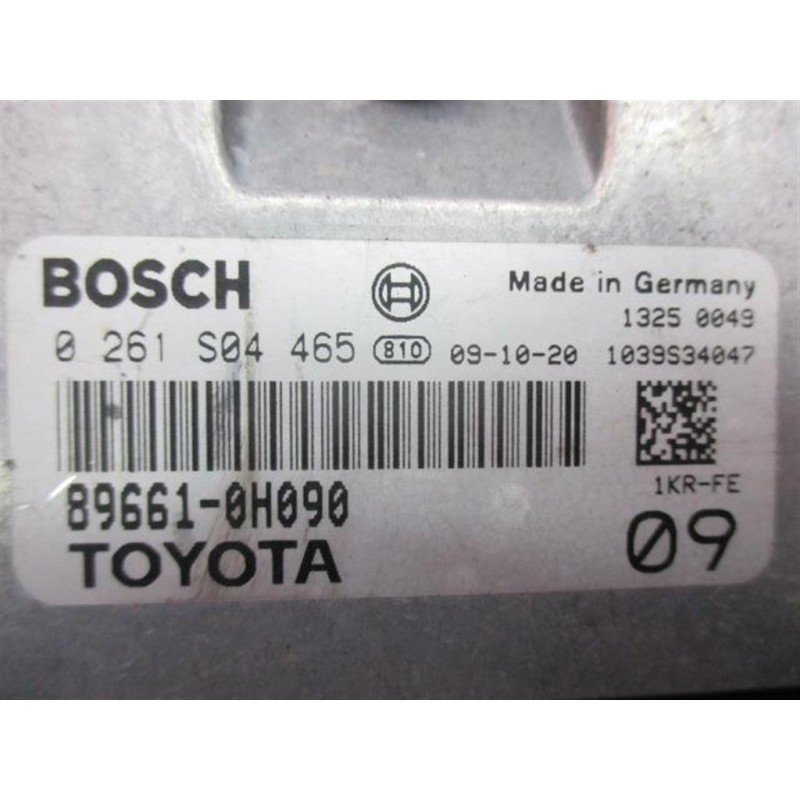 BOSCH Made in Germany
1325 0049
0 261 S04 465 810 09-10-20 1039S34047
1KR-FE
89661-0H090
TOYOTA 09